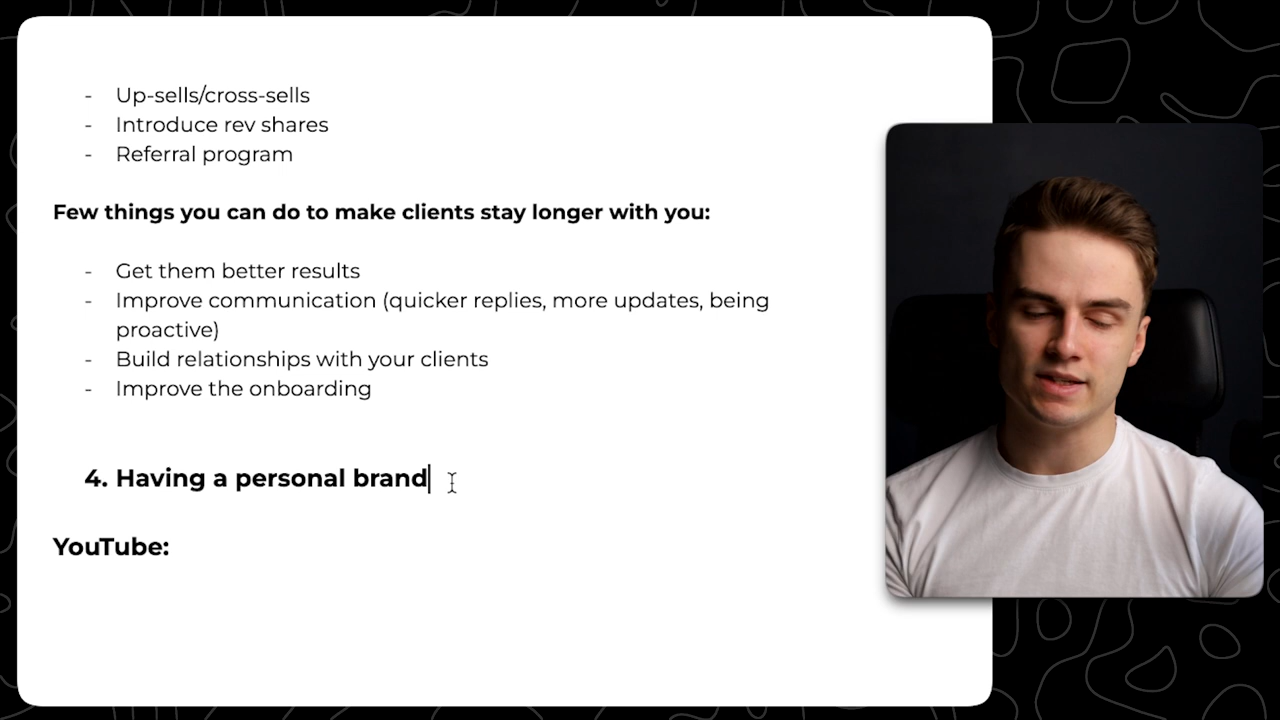 - Up-sells/cross-sells
- Introduce rev shares
- Referral program
Few things you can do to make clients stay longer with you:
- Get them better results
- Improve communication (quicker replies, more updates, being
proactive)
- Build relationships with your clients
- Improve the onboarding
4. Having a personal brand
YouTube: